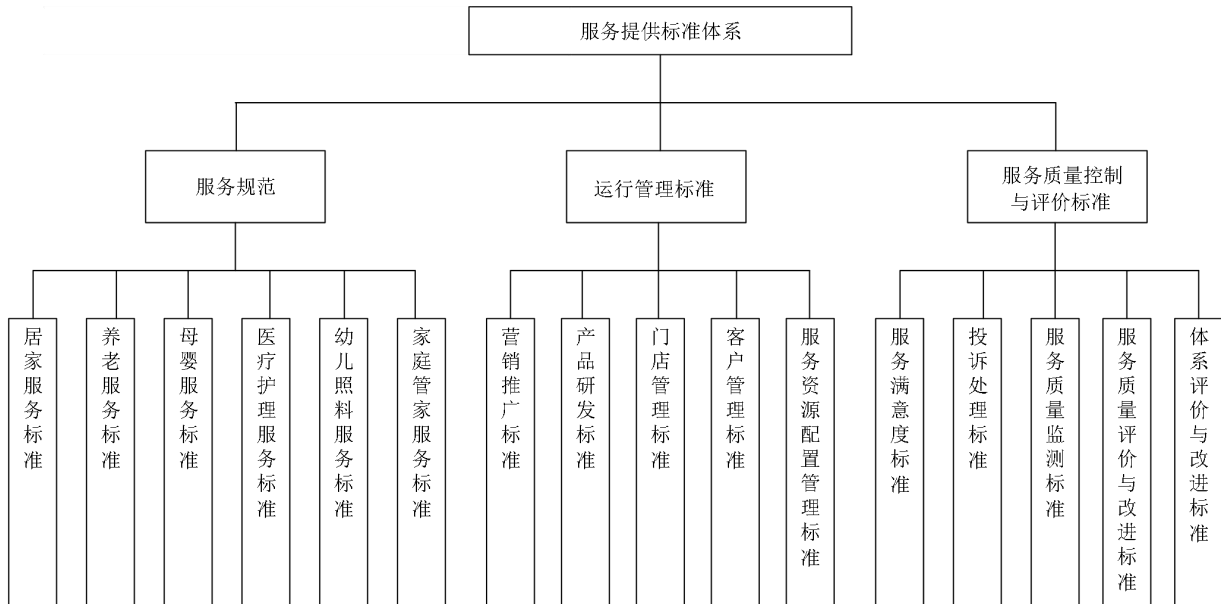 服务提供标准体系
服务规范
运行管理标准
服务质量控制
与评价标准
居家服务标准
养老服务标准
母婴服务标准
医疗护理服务标准
幼儿照料服务标准
家庭管家服务标准
营销推广标准
产品研发标准
门店管理标准
客户管理标准
服务资源配置管理标准
服务满意度标准
投诉处理标准
服务质量监测标准
服务质量评价与改进标准
体系评价与改进标准